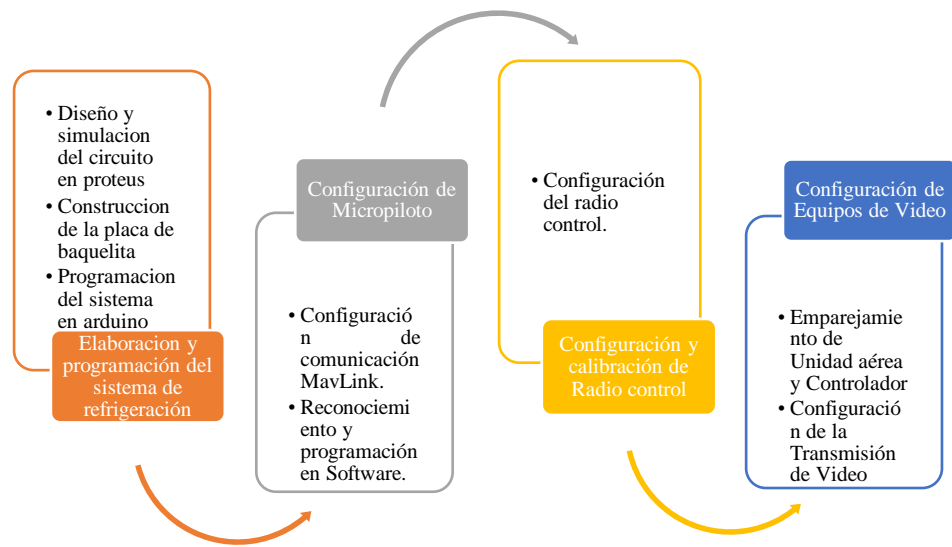 • Diseño y
simulacion
del circuito
en proteus
• Construccion
de la placa de
baquelita
• Programacion
del sistema
en arduino
Elaboracion y
programación del
sistema de
refrigeración
Configuración de
Micropiloto
• Configuració
n de
comunicación
MavLink.
• Reconociemi
ento y
programación
en Software.
• Configuración
del radio
control.
Configuración y
calibración de
Radio control
Configuración de
Equipos de Video
• Emparejamie
nto de
Unidad aérea
y Controlador
• Configuració
n de la
Transmisión
de Video